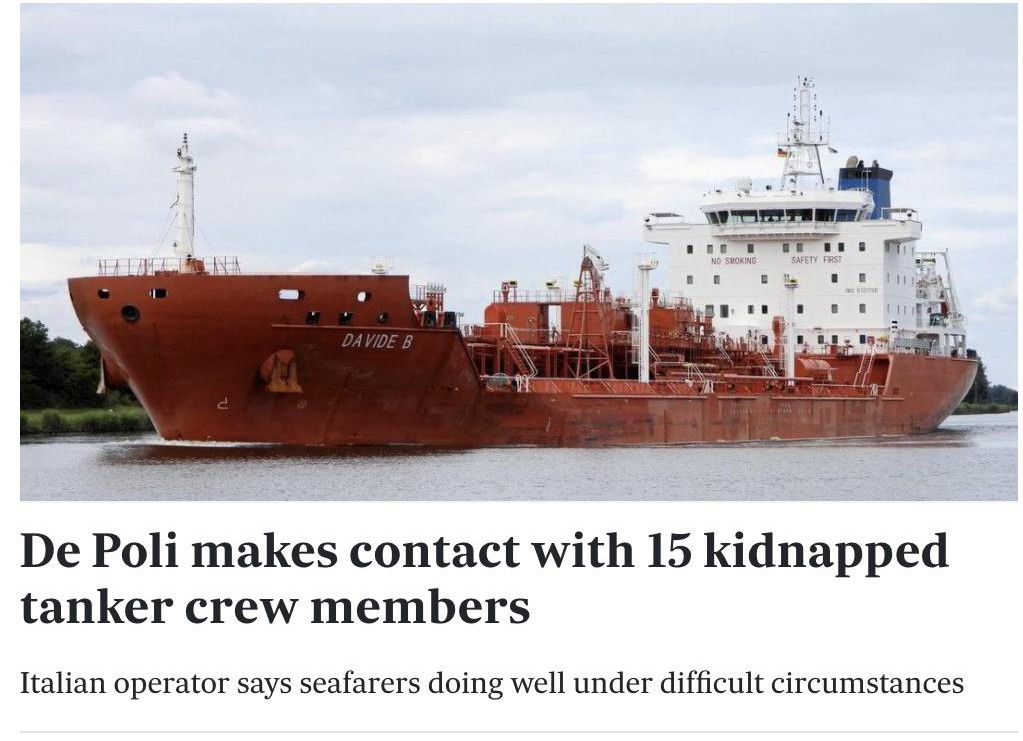 NO SMOKING SAFETY FIRST
DAVIDE B
De Poli makes contact with 15 kidnapped
tanker crew members
Italian operator says seafarers doing well under difficult circumstances